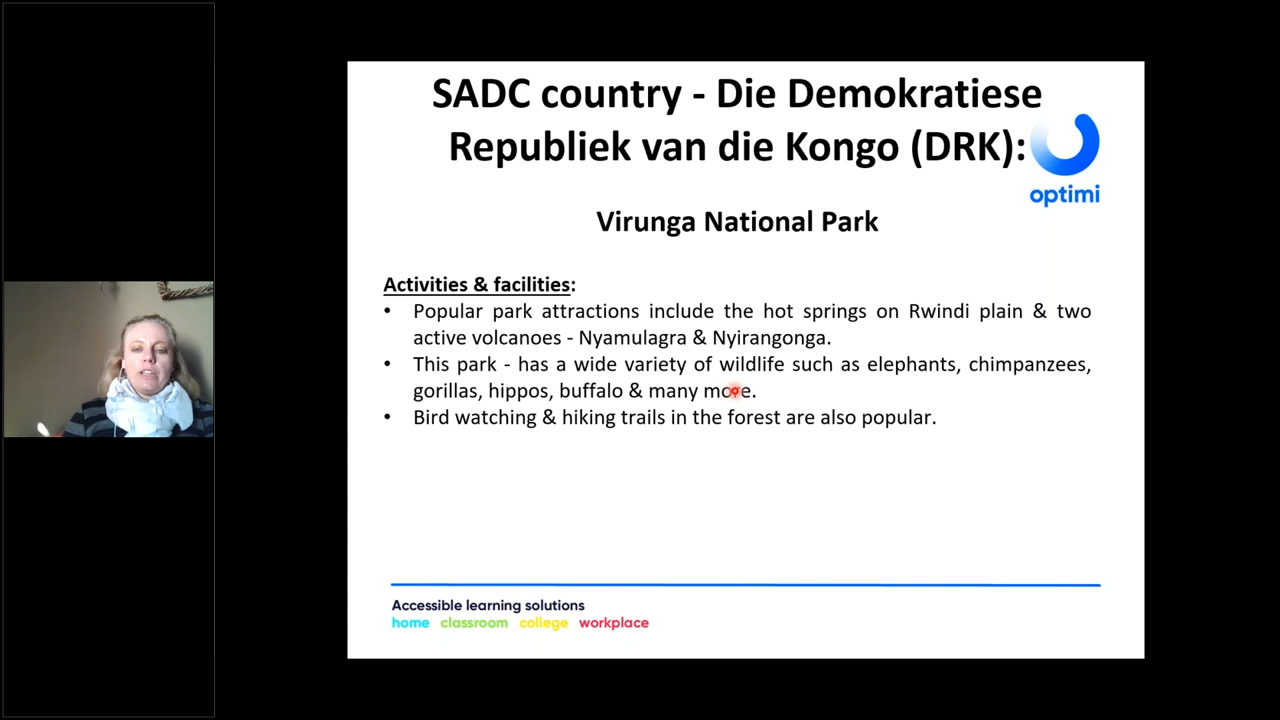 SADC country - Die Demokratiese
Republiek van die Kongo (DRK):
optimi
Virunga National Park
Activities & facilities:
• Popular park attractions include the hot springs on Rwindi plain & two
active volcanoes - Nyamulagra & Nyirangonga.
• This park - has a wide variety of wildlife such as elephants, chimpanzees,
gorillas, hippos, buffalo & many more.
• Bird watching & hiking trails in the forest are also popular.
Accessible learning solutions
home classroom college workplace